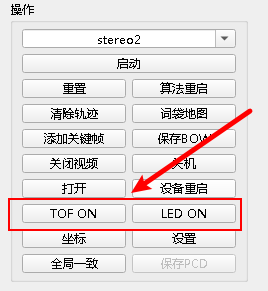 操作
stereo2
启动
重置 算法重启
清除轨迹 词袋地图
添加关键帧 保存BOW
关闭视频 关机
打开 设备重启
TOF ON LED ON
坐标 设置
全局一致 保存PCD